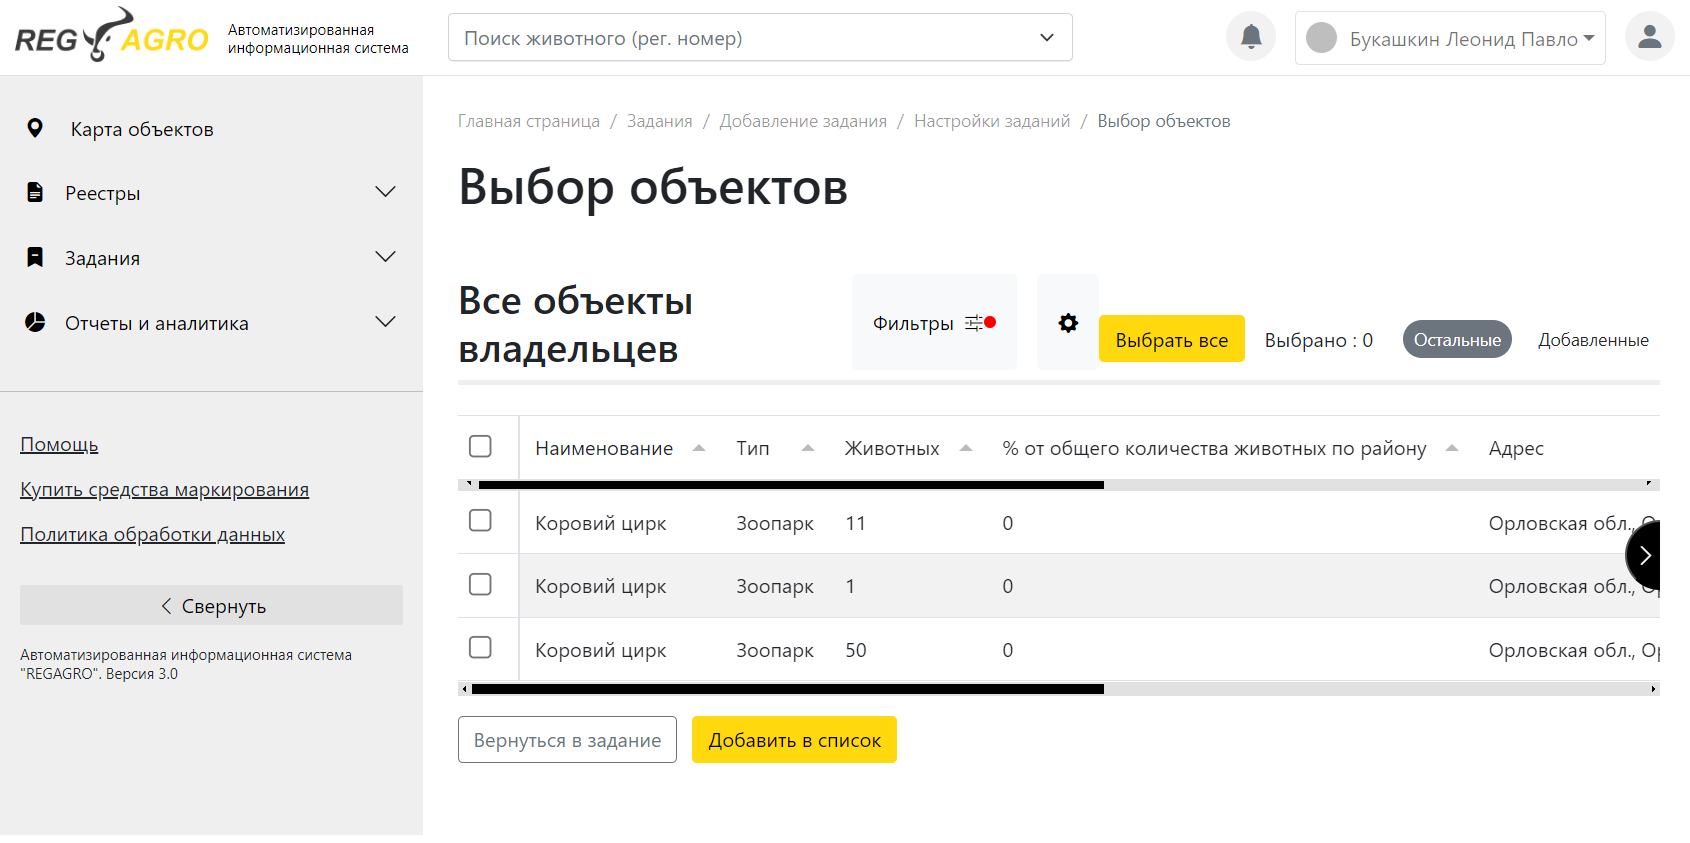 REG AGRO
Автоматизированная
информационная система
Поиск животного (рег. номер)
Букашкин Леонид Павло
Карта объектов
Реестры
Задания
Отчеты и аналитика
Помощь
Купить средства маркирования
Политика обработки данных
Свернуть
Автоматизированная информационная система
"REGAGRO". Версия 3.0
Главная страница / Задания / Добавление задания / Настройки заданий / Выбор объектов
Выбор объектов
Все объекты
владельцев
Фильтры
Выбрать все
Выбрано : 0
Остальные
Добавленные
Наименование Тип Животных % от общего количества животных по району Адрес
Коровий цирк Зоопарк 11 0 Орловская обл.,
Коровий цирк Зоопарк 1 0 Орловская обл.,
Коровий цирк Зоопарк 50 0 Орловская обл.,
Вернуться в задание
Добавить в список